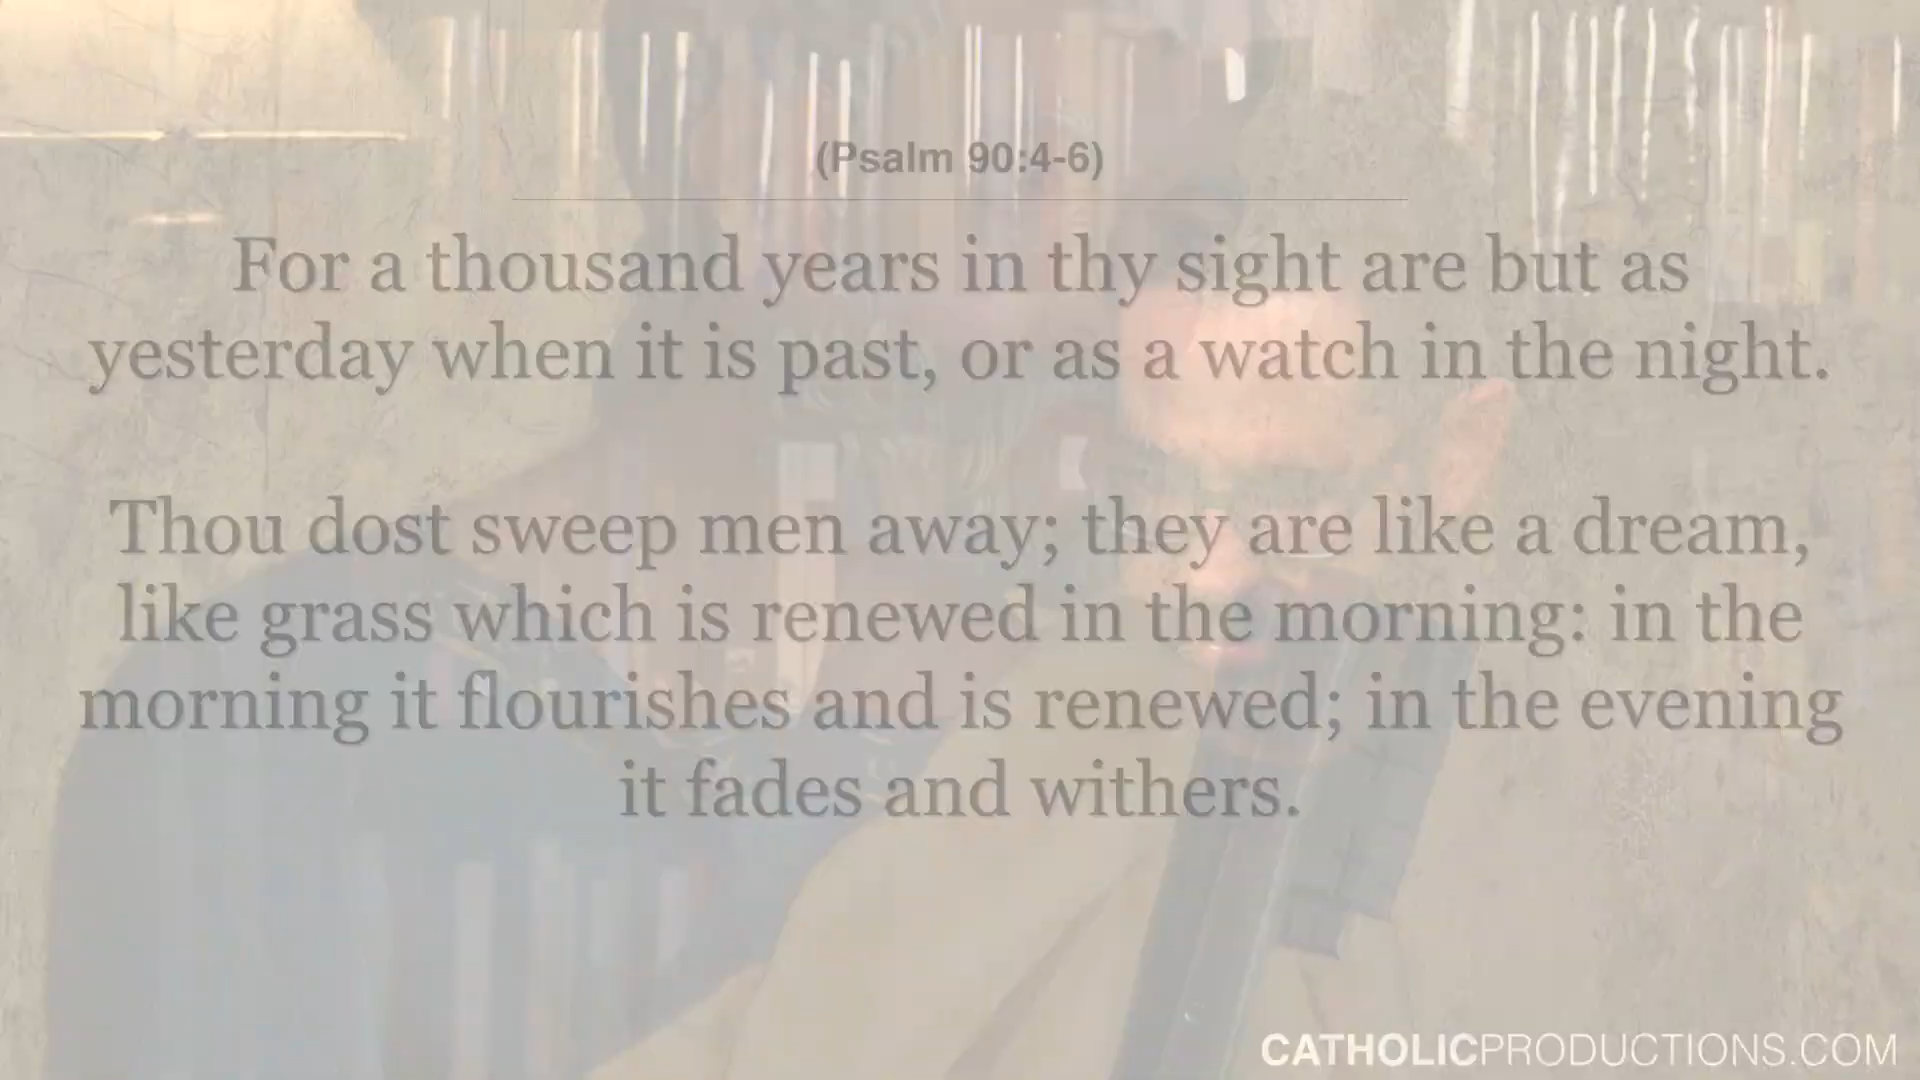 (Psalm 90:4-6)
For a thousand years in thy sight are but as
yesterday when it is past, or as a watch in the night.
Thou dost sweep men away; they are like a dream,
like grass which is renewed in the morning: in the
morning it flourishes and is renewed; in the evening
it fades and withers.
CATHOLICPRODUCTIONS.COM